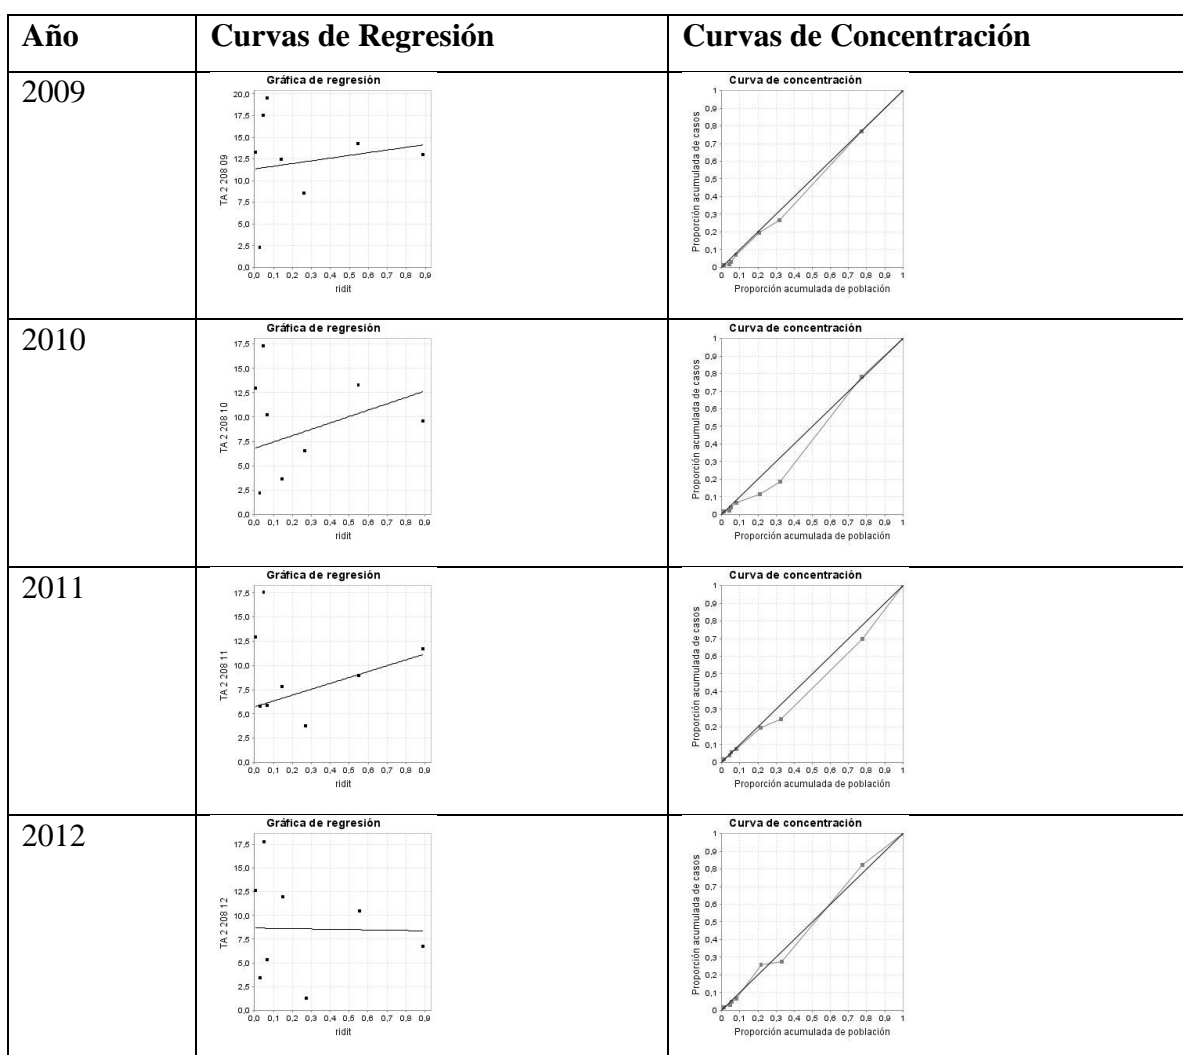 Año
Curvas de Regresión
Curvas de Concentración
2009
Gráfica de regresión
20,0
17,5
15,0
12,5
10,0
7,5
5,0
2,5
0,0
TA 2 208 09
0,0 0,1 0,2 0,3 0,4 0,5 0,6 0,7 0,8 0,9
ridit
Curva de concentración
1
0,9
0,8
0,7
0,6
0,5
0,4
0,3
0,2
0,1
0
Proporción acumulada de casos
0 0,1 0,2 0,3 0,4 0,5 0,6 0,7 0,8 0,9 1
Proporción acumulada de población
2010
Gráfica de regresión
17,5
15,0
12,5
10,0
7,5
5,0
2,5
0,0
TA 2 208 10
0,0 0,1 0,2 0,3 0,4 0,5 0,6 0,7 0,8 0,9
ridit
Curva de concentración
1
0,9
0,8
0,7
0,6
0,5
0,4
0,3
0,2
0,1
0
Proporción acumulada de casos
0 0,1 0,2 0,3 0,4 0,5 0,6 0,7 0,8 0,9 1
Proporción acumulada de población
2011
Gráfica de regresión
17,5
15,0
12,5
10,0
7,5
5,0
2,5
0,0
TA 2 208 11
0,0 0,1 0,2 0,3 0,4 0,5 0,6 0,7 0,8 0,9
ridit
Curva de concentración
1
0,9
0,8
0,7
0,6
0,5
0,4
0,3
0,2
0,1
0
Proporción acumulada de casos
0 0,1 0,2 0,3 0,4 0,5 0,6 0,7 0,8 0,9 1
Proporción acumulada de población
2012
Gráfica de regresión
17,5
15,0
12,5
10,0
7,5
5,0
2,5
0,0
TA 2 208 12
0,0 0,1 0,2 0,3 0,4 0,5 0,6 0,7 0,8 0,9
ridit
Curva de concentración
1
0,9
0,8
0,7
0,6
0,5
0,4
0,3
0,2
0,1
0
Proporción acumulada de casos
0 0,1 0,2 0,3 0,4 0,5 0,6 0,7 0,8 0,9 1
Proporción acumulada de población